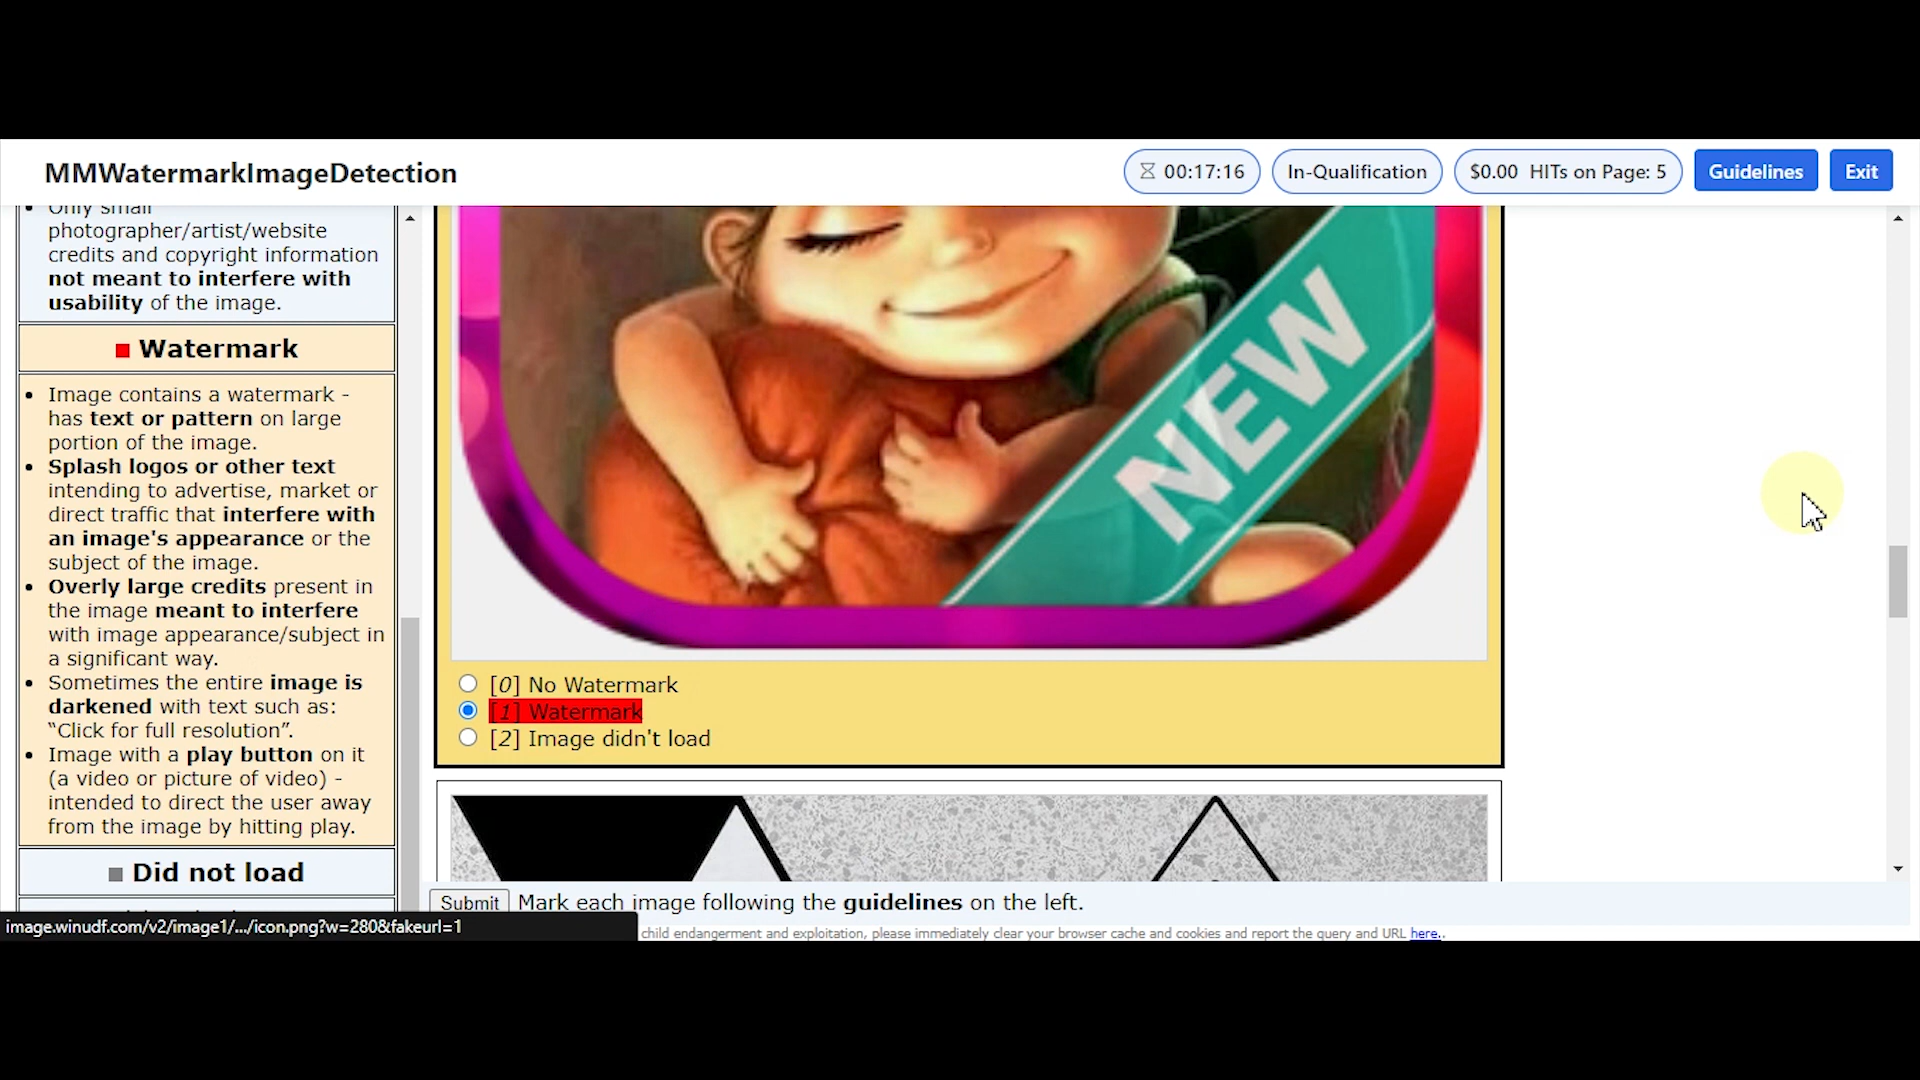 MMWatermarkImageDetection
00:17:16
In-Qualification
$0.00 HITs on Page: 5
Guidelines
Exit
Only small
photographer/artist/website
credits and copyright information
not meant to interfere with
usability of the image.
Watermark
Image contains a watermark -
has text or pattern on large
portion of the image.
Splash logos or other text
intending to advertise, market or
direct traffic that interfere with
an image's appearance or the
subject of the image.
Overly large credits present in
the image meant to interfere
with image appearance/subject in
a significant way.
Sometimes the entire image is
darkened with text such as:
“Click for full resolution”.
Image with a play button on it
(a video or picture of video) -
intended to direct the user away
from the image by hitting play.
Did not load
NEW
[0] No Watermark
[1] Watermark
[2] Image didn't load
Submit Mark each image following the guidelines on the left.
image.winudf.com/v2/image1/.../icon.png?w=280&fakeurl=1
child endangerment and exploitation, please immediately clear your browser cache and cookies and report the query and URL here..